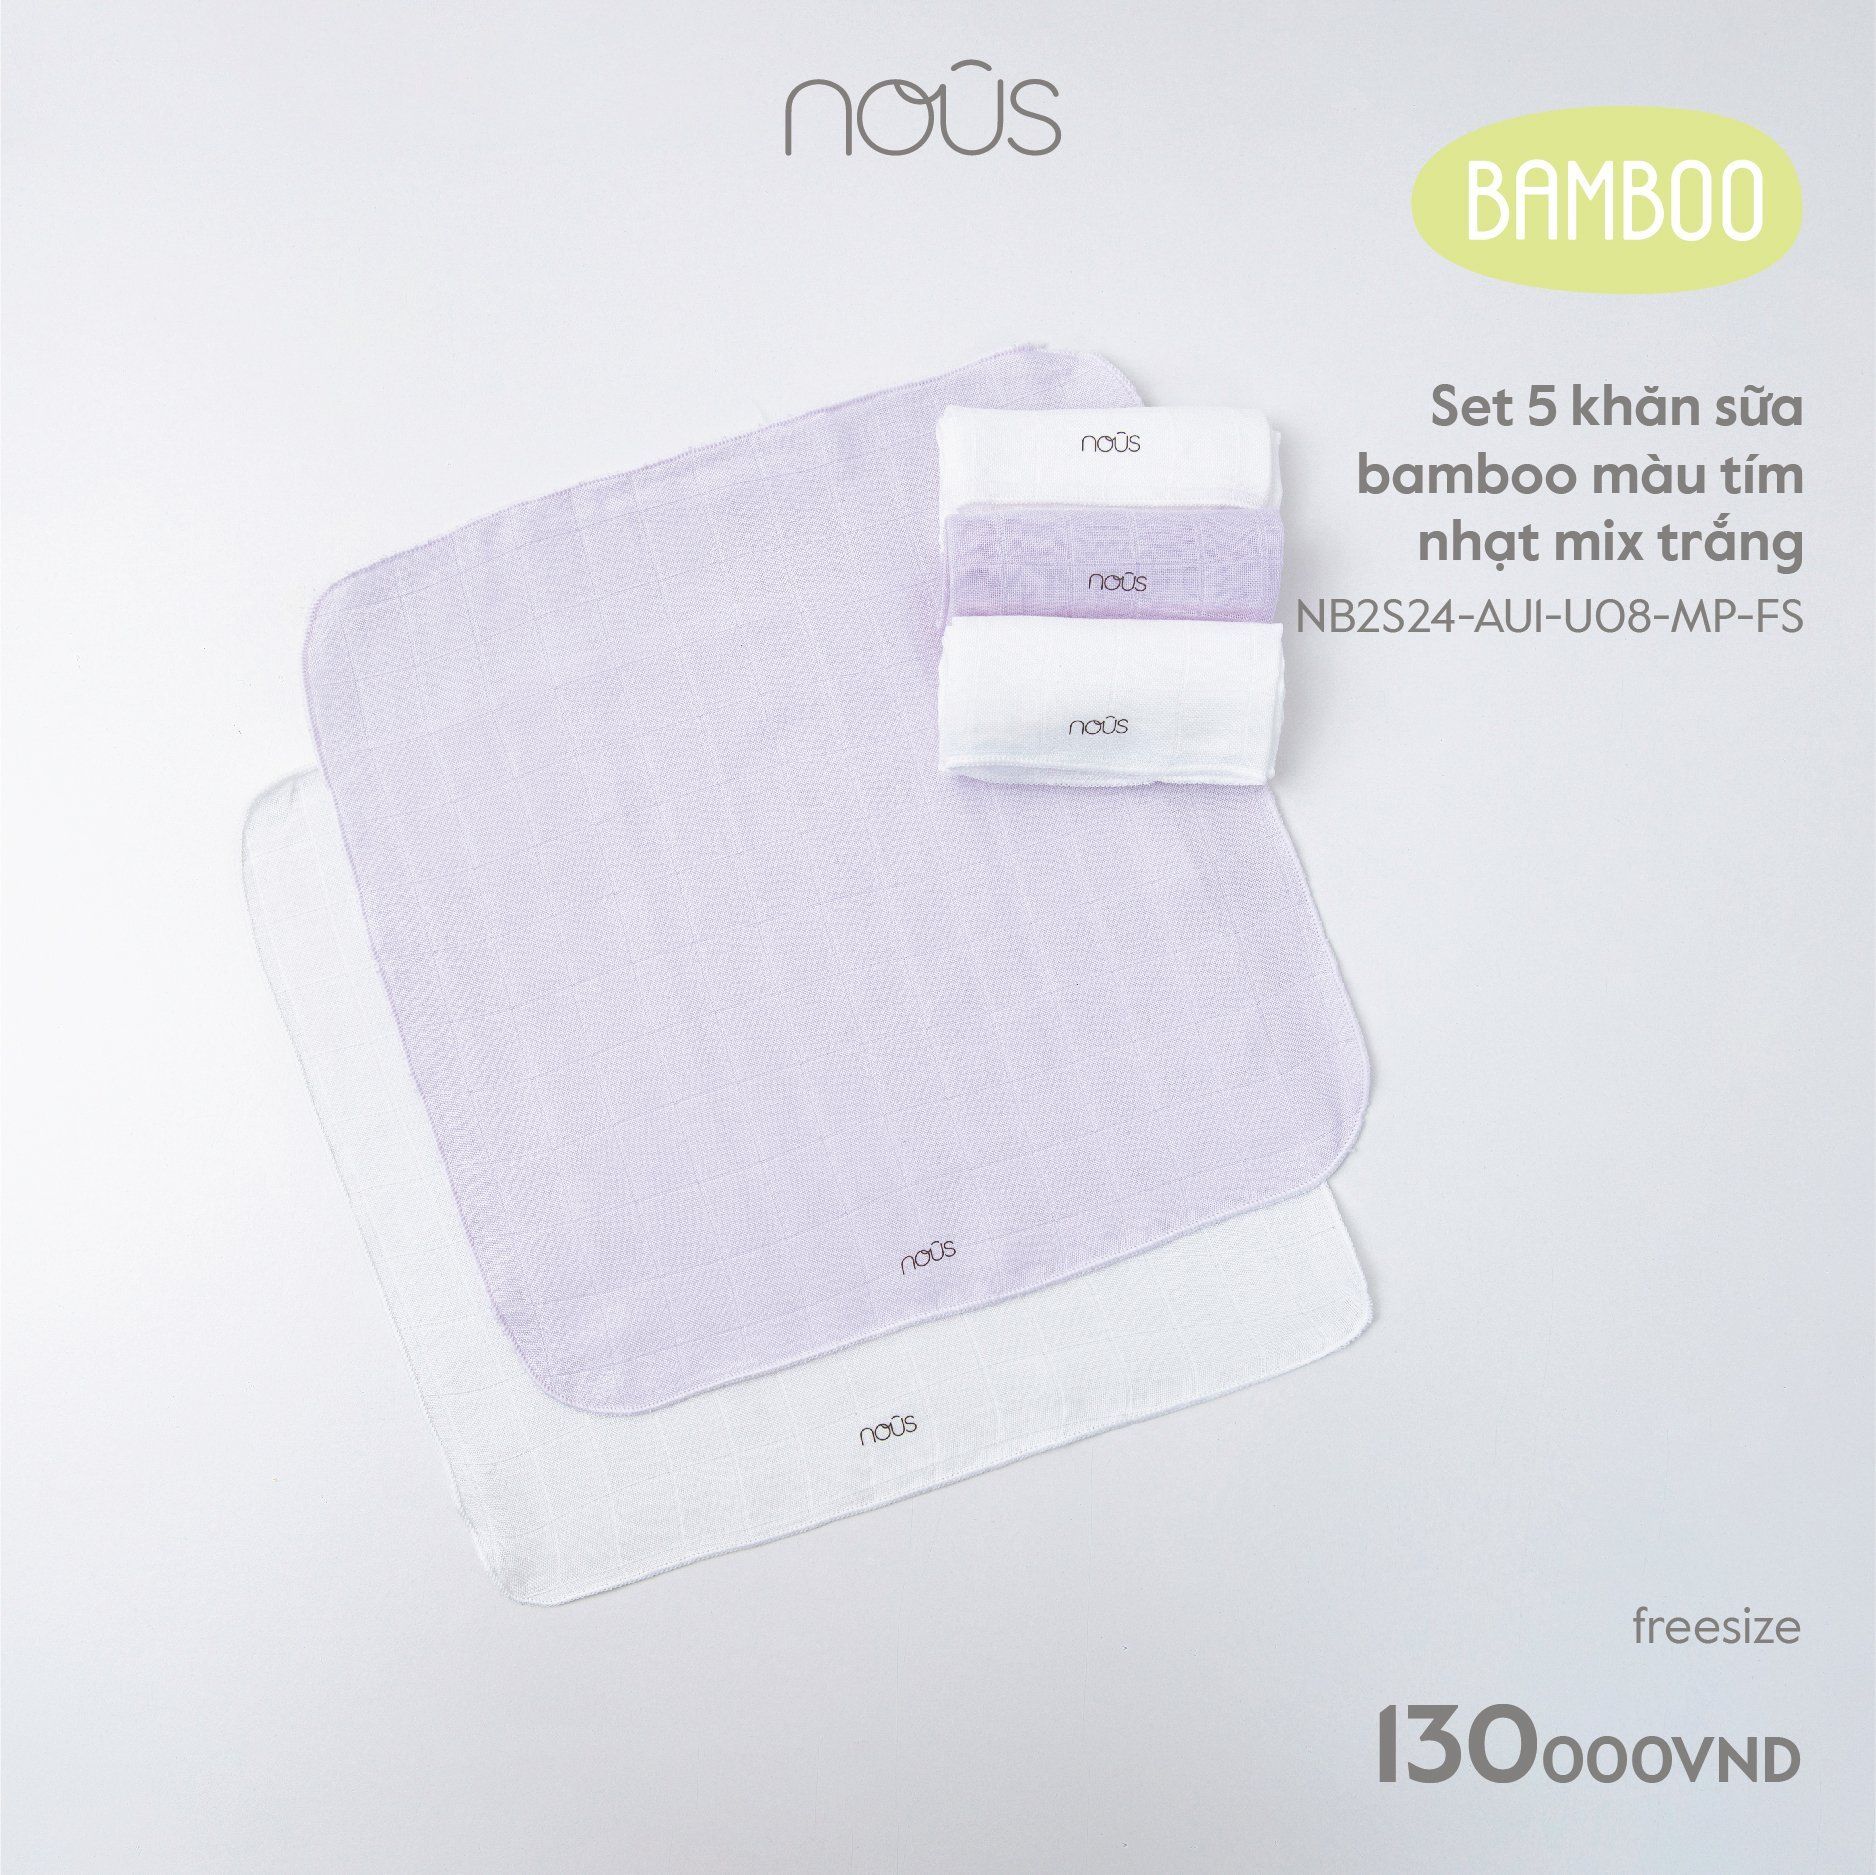 noûs
BAMBOO
Set 5 khăn sữa
bamboo màu tím
nhạt mix trắng
NB2S24-AU1-U08-MP-FS
noûs
noûs
noûs
noûs
noûs
freesize
130000VND